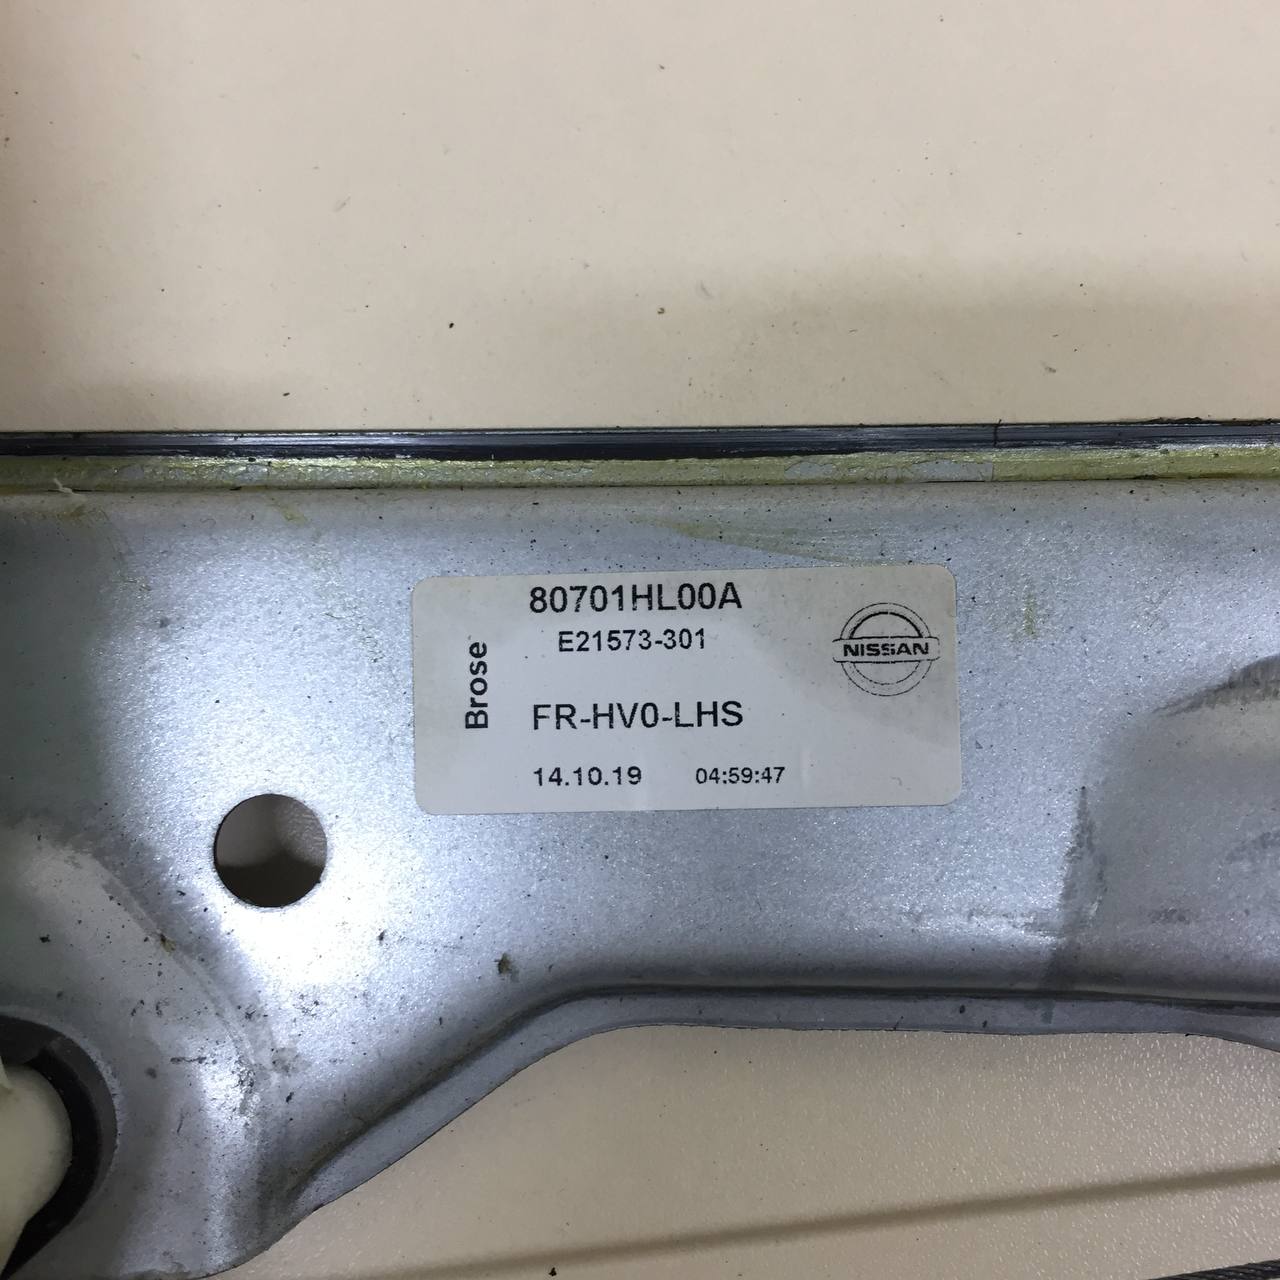 80701HL00A
E21573-301
Brose
NISSAN
FR-HV0-LHS
14.10.19 04:59:47